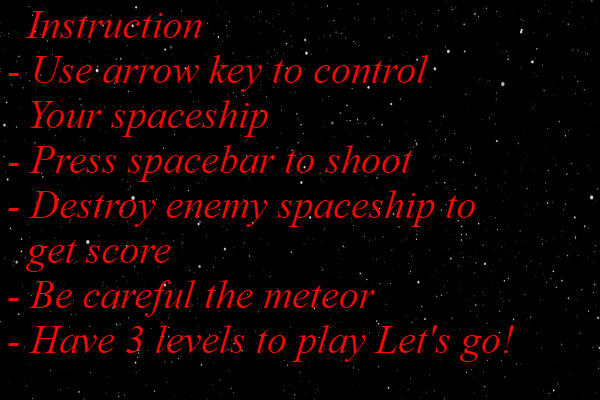 Instruction
- Use arrow key to control
Your spaceship
- Press spacebar to shoot
- Destroy enemy spaceship to
get score
- Be careful the meteor
- Have 3 levels to play Let's go!